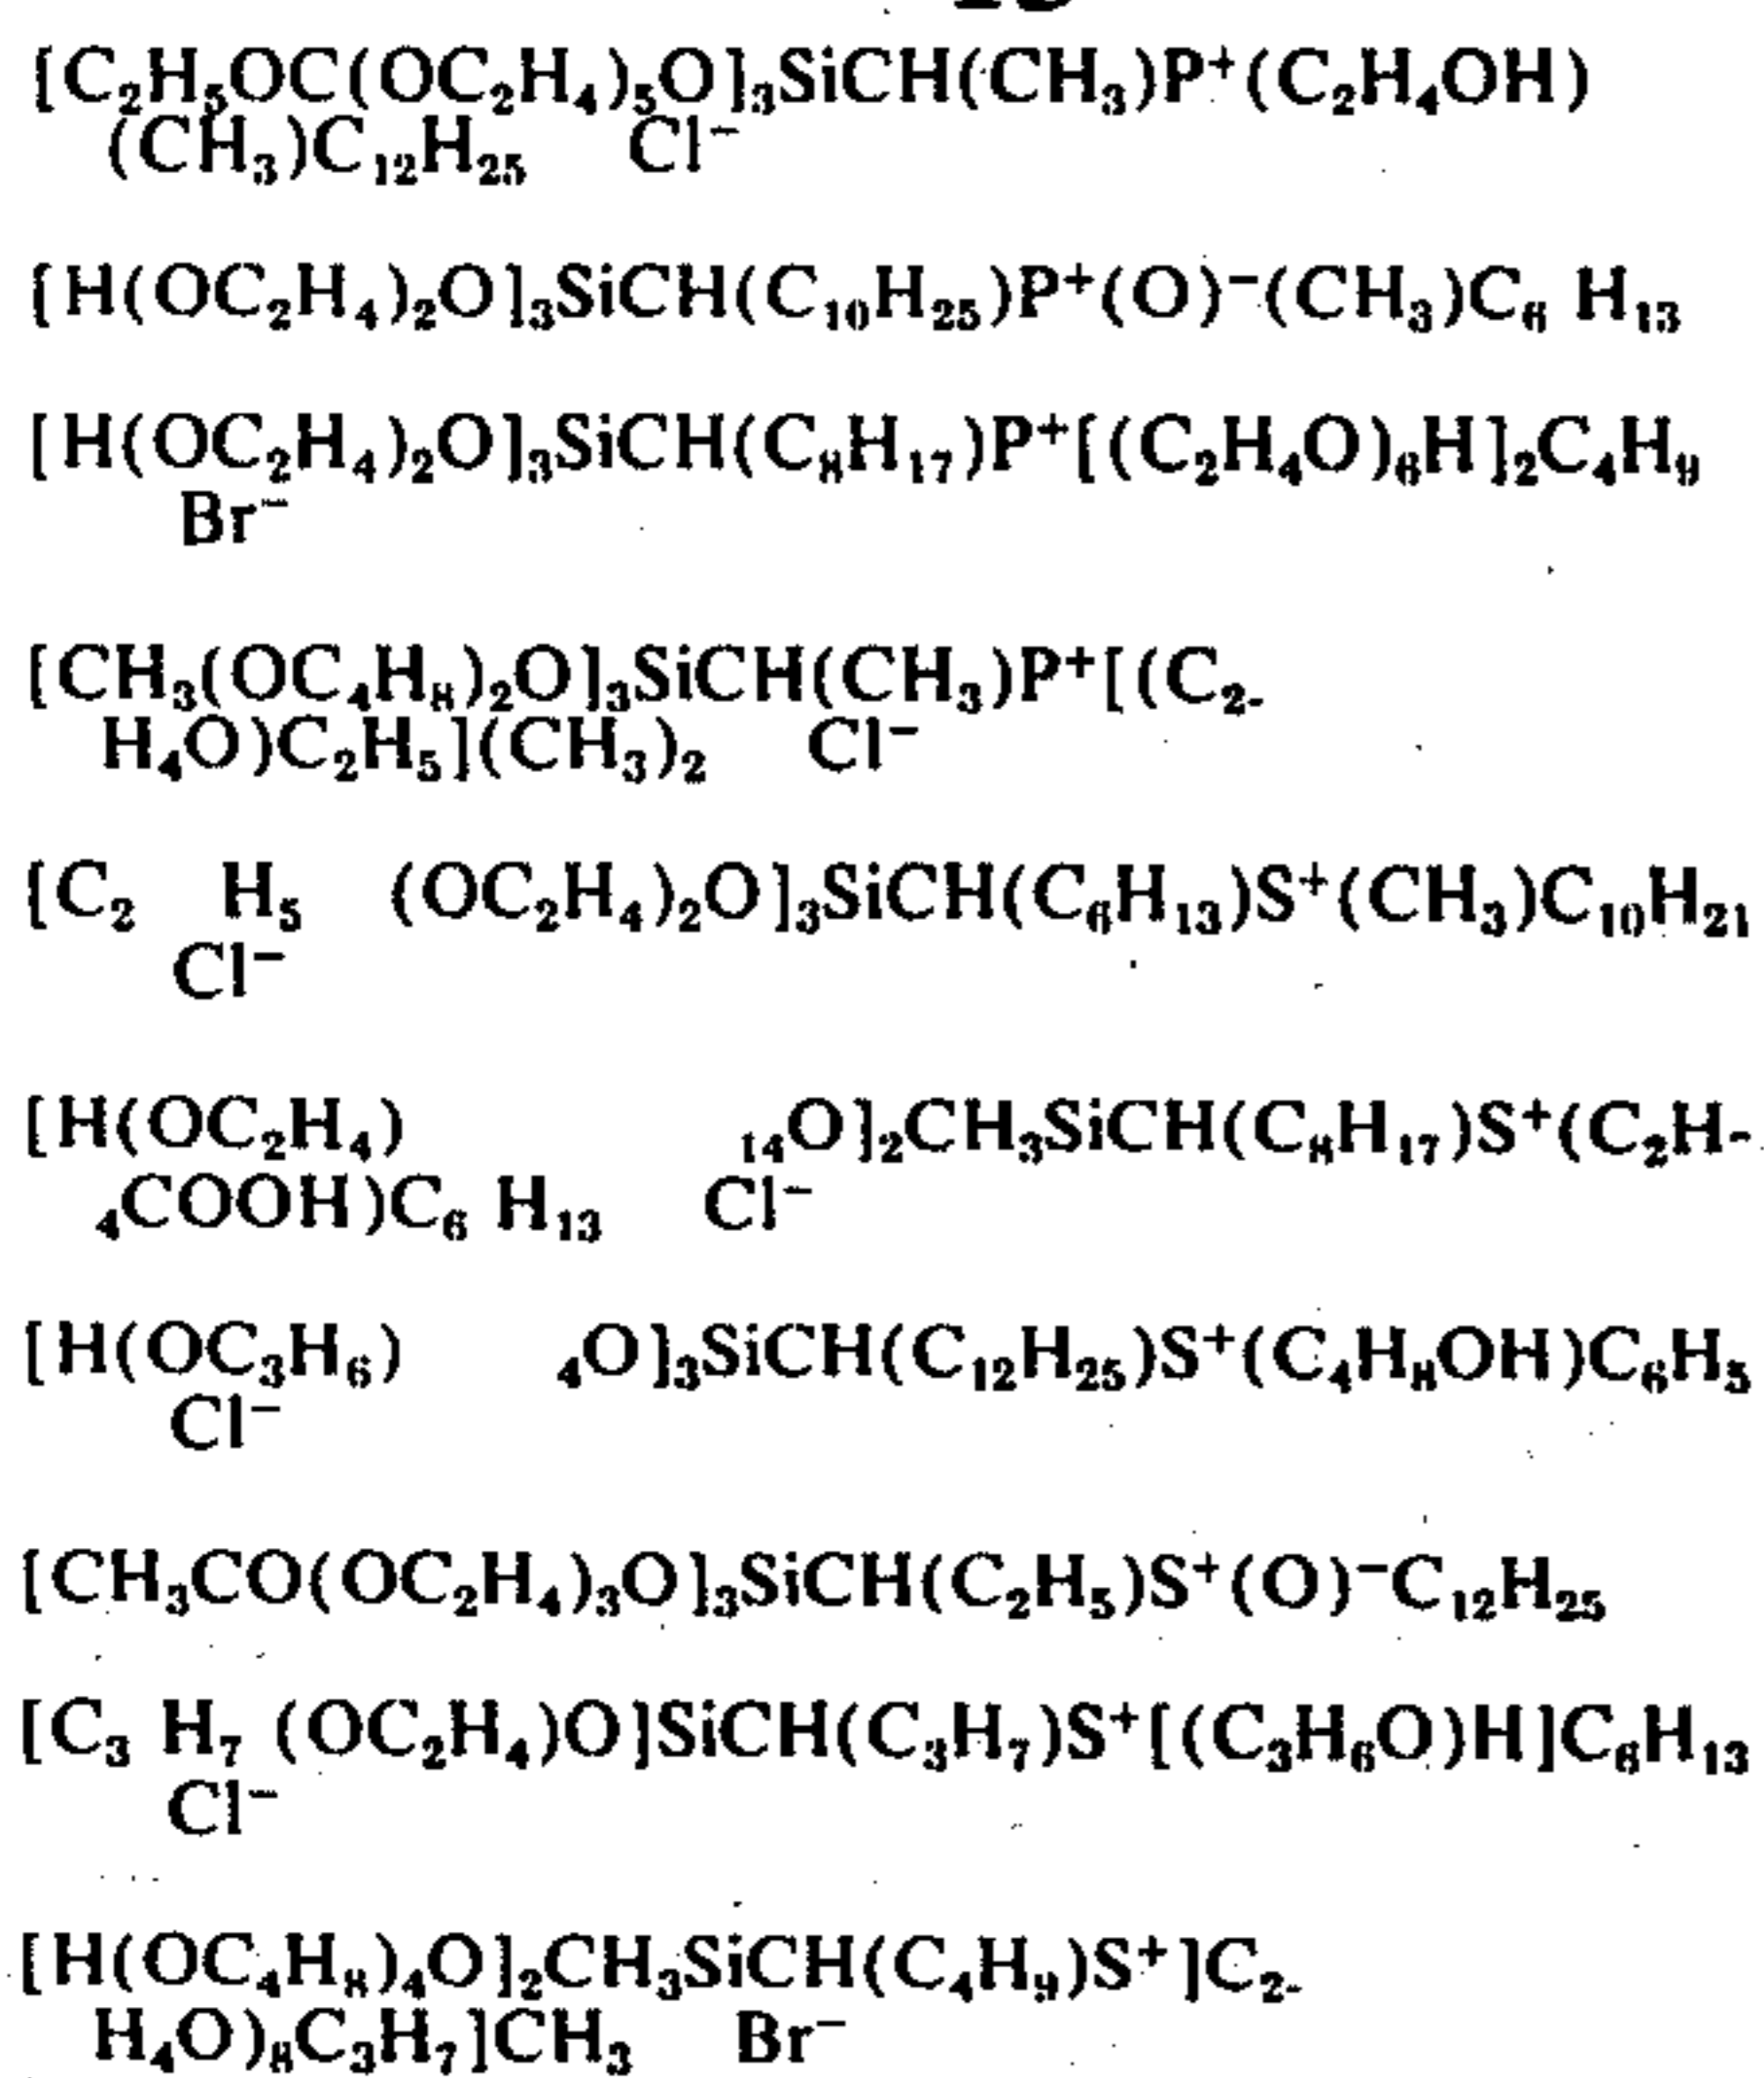 [C₂H₅OC(OC₂H₄)₅O]₃SiCH(CH₃)P⁺(C₂H₄OH)
(CH₃)C₁₂H₂₅ Cl⁻
[H(OC₂H₄)₂O]₃SiCH(C₁₀H₂₅)P⁺(O)⁻(CH₃)C₆ H₁₃
[H(OC₂H₄)₂O]₃SiCH(C₈H₁₇)P⁺[(C₂H₄O)₆H]₂C₄H₉
Br⁻
[CH₃(OC₄H₈)₂O]₃SiCH(CH₃)P⁺[(C₂-
H₄O)C₂H₅](CH₃)₂ Cl⁻
[C₂ H₅ (OC₂H₄)₂O]₃SiCH(C₆H₁₃)S⁺(CH₃)C₁₀H₂₁
Cl⁻
[H(OC₂H₄) ₁₄O]₂CH₃SiCH(C₈H₁₇)S⁺(C₂H-
₄COOH)C₆ H₁₃ Cl⁻
[H(OC₃H₆) ₄O]₃SiCH(C₁₂H₂₅)S⁺(C₄H₈OH)C₆H₅
Cl⁻
[CH₃CO(OC₂H₄)₃O]₃SiCH(C₂H₅)S⁺(O)⁻C₁₂H₂₅
[C₃ H₇ (OC₂H₄)O]SiCH(C₃H₇)S⁺[(C₃H₆O)H]C₆H₁₃
Cl⁻
[H(OC₄H₈)₄O]₂CH₃SiCH(C₄H₉)S⁺]C₂-
H₄O)₈C₃H₇]CH₃ Br⁻